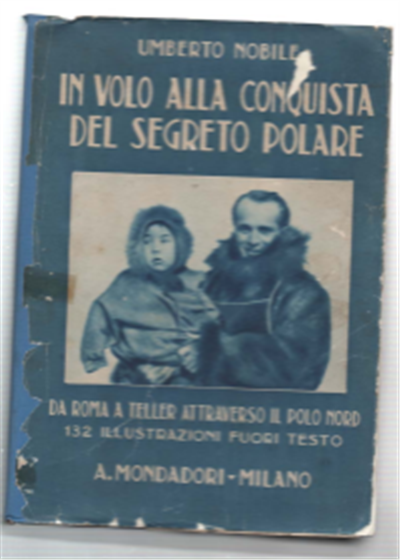 UMBERTO NOBILE
IN VOLO ALLA CONQUISTA
DEL SEGRETO POLARE
DA ROMA A TELLER ATTRAVERSO IL POLO NORD
132 ILLUSTRAZIONI FUORI TESTO
A. MONDADORI - MILANO